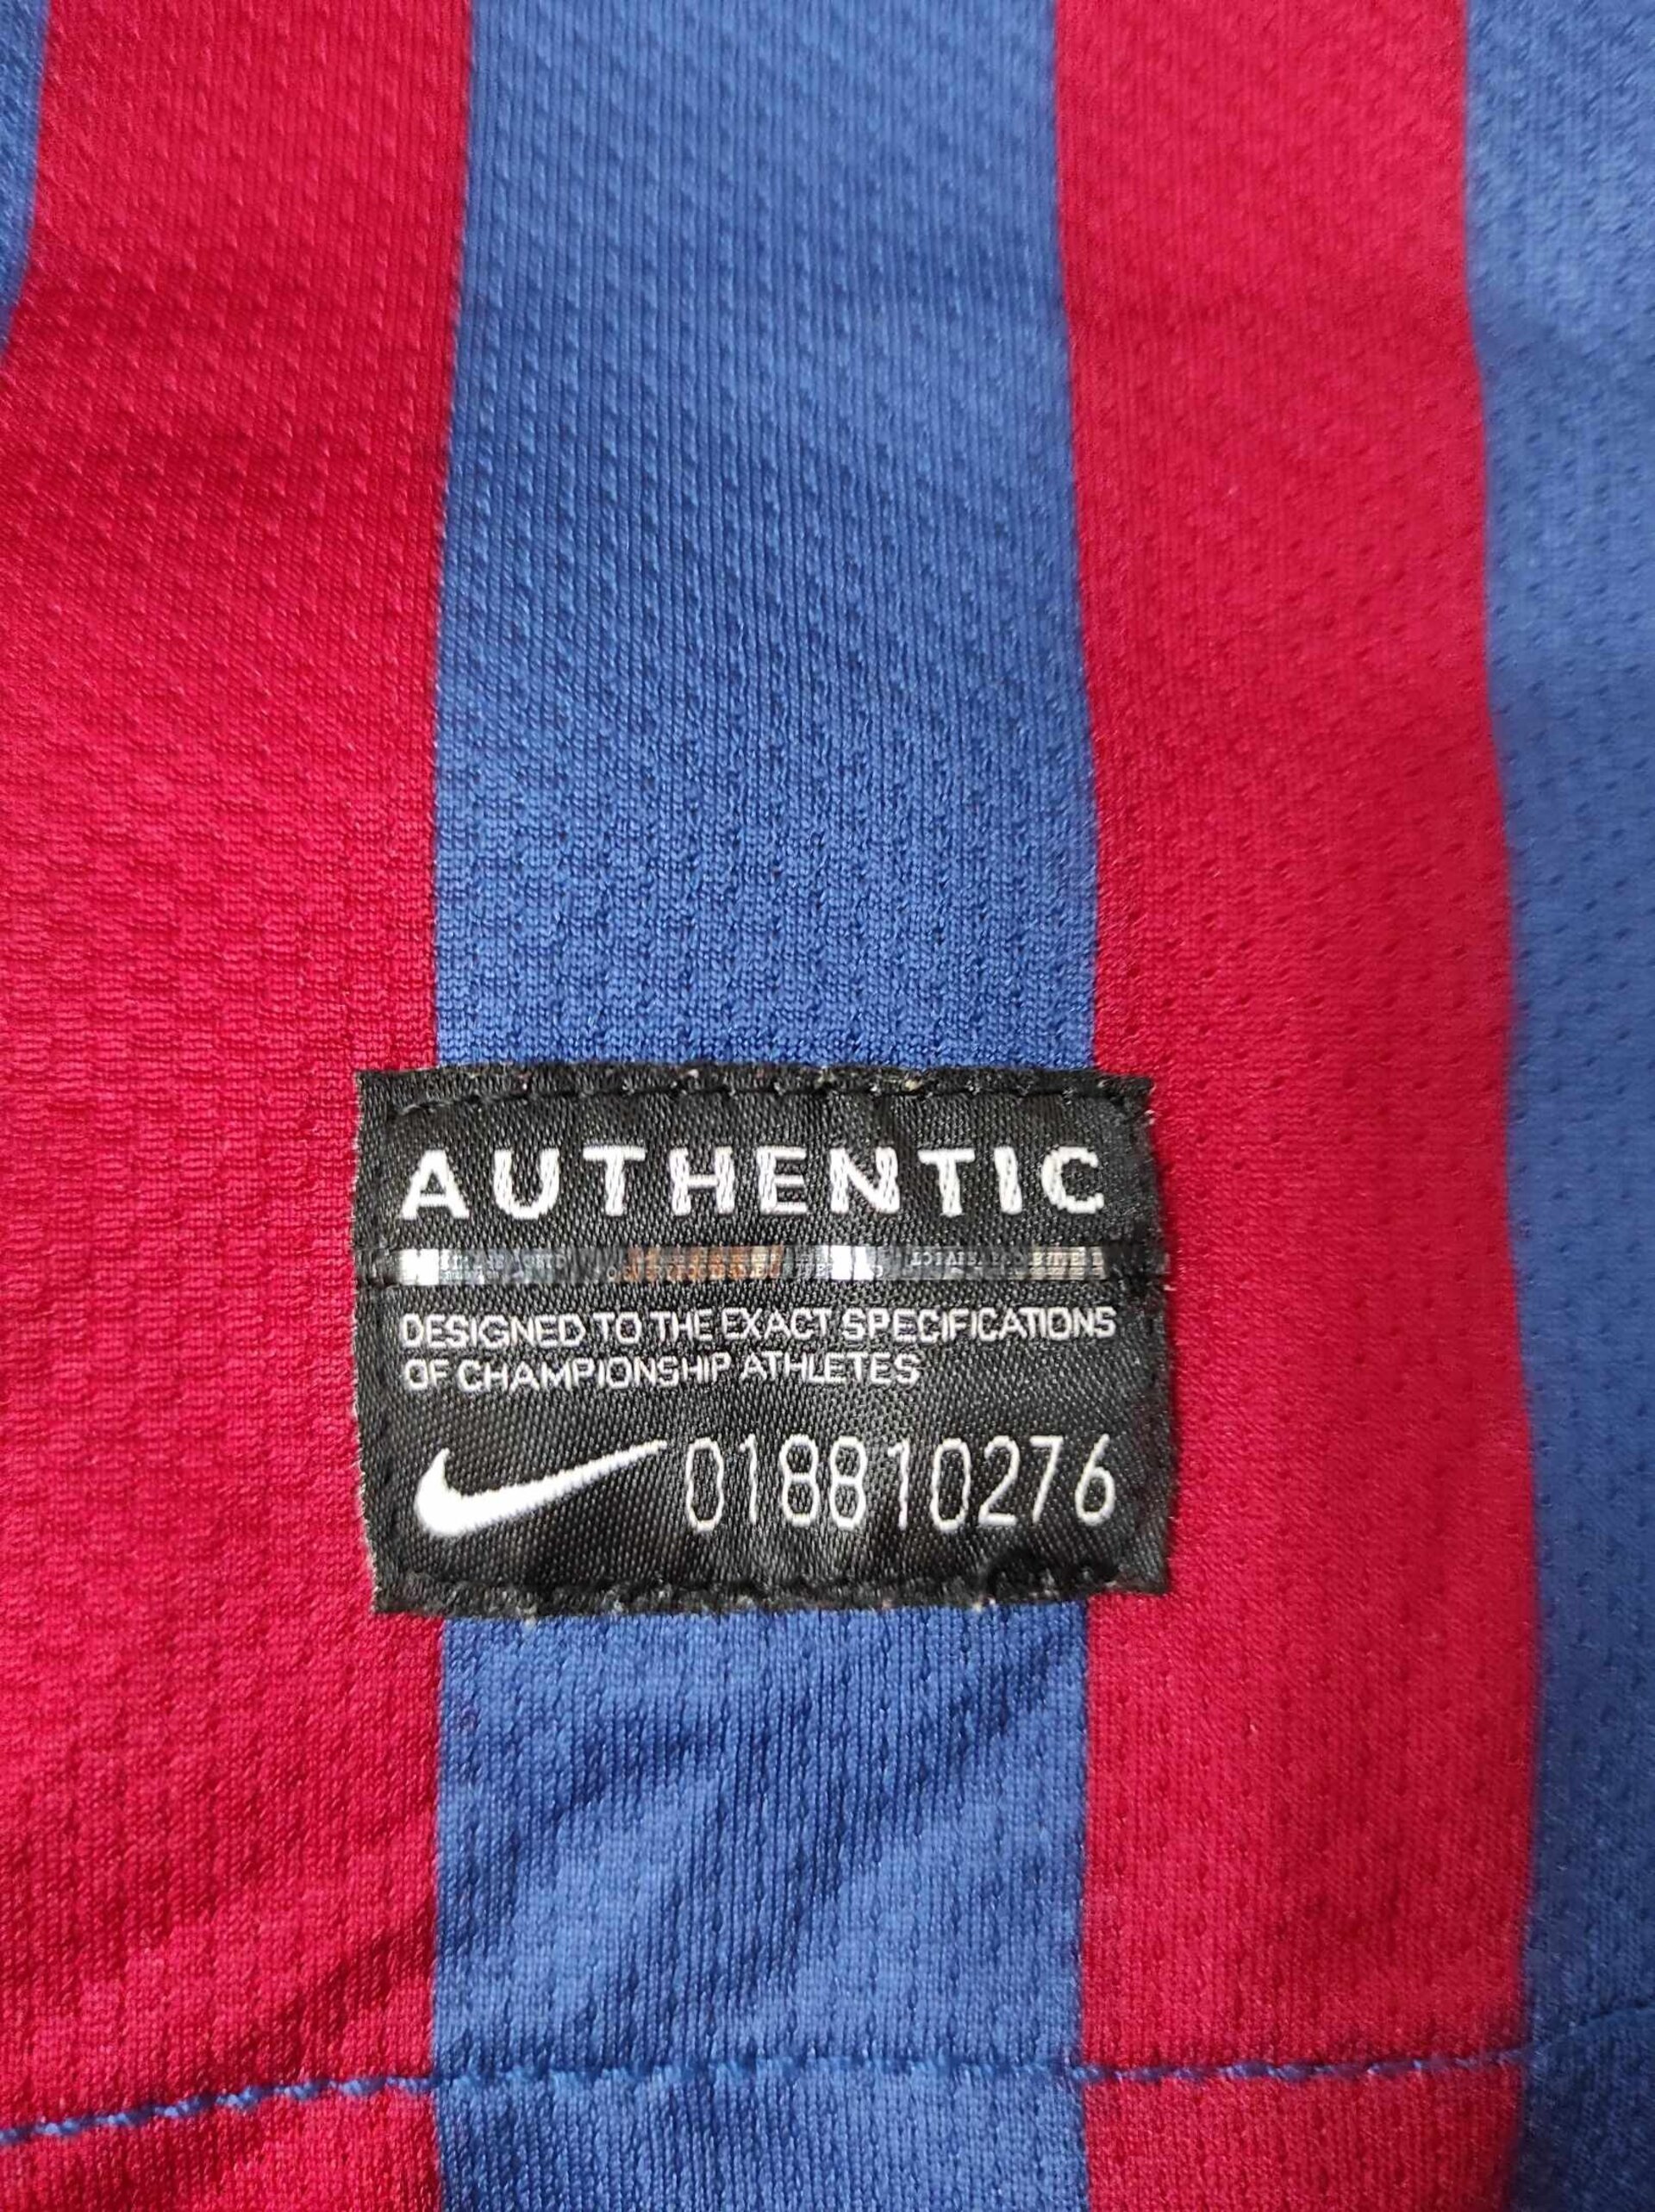 AUTHENTIC
DESIGNED TO THE EXACT SPECIFICATIONS
OF CHAMPIONSHIP ATHLETES
018810276